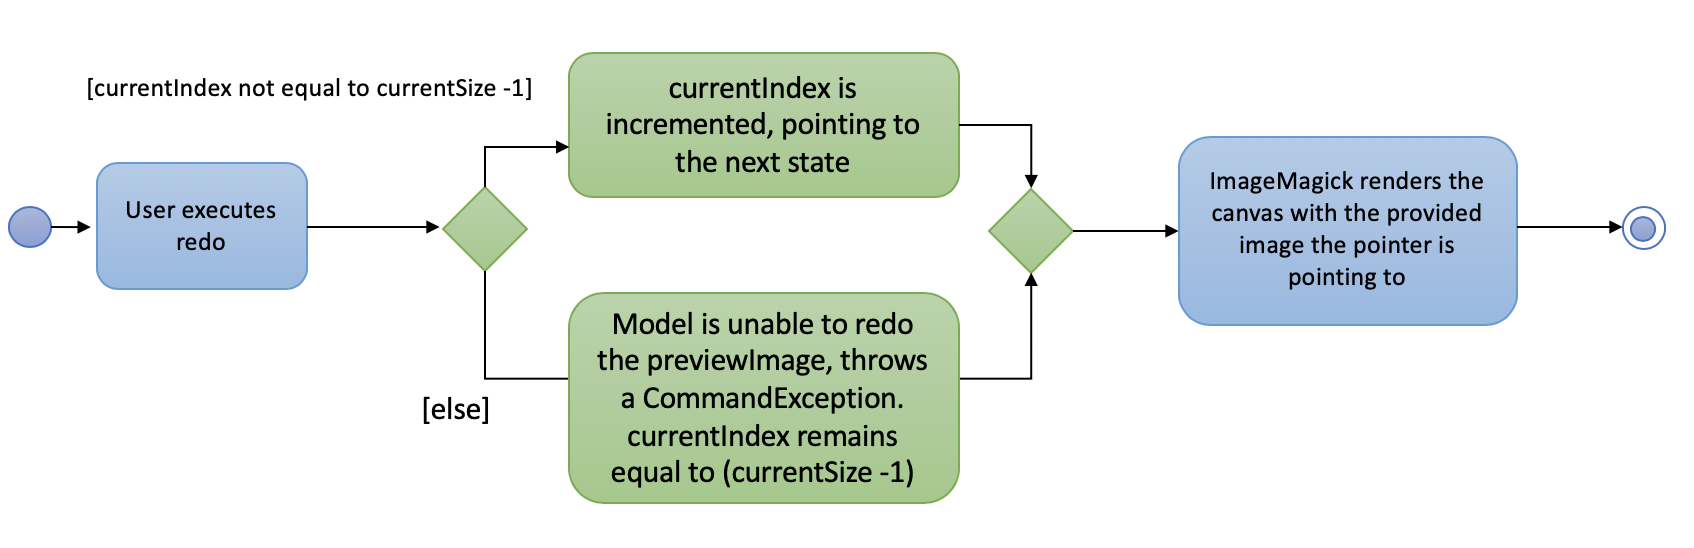 [currentIndex not equal to currentSize -1]
User executes
redo
currentIndex is
incremented, pointing to
the next state
[else]
Model is unable to redo
the previewImage, throws
a CommandException.
currentIndex remains
equal to (currentSize -1)
ImageMagick renders the
canvas with the provided
image the pointer is
pointing to